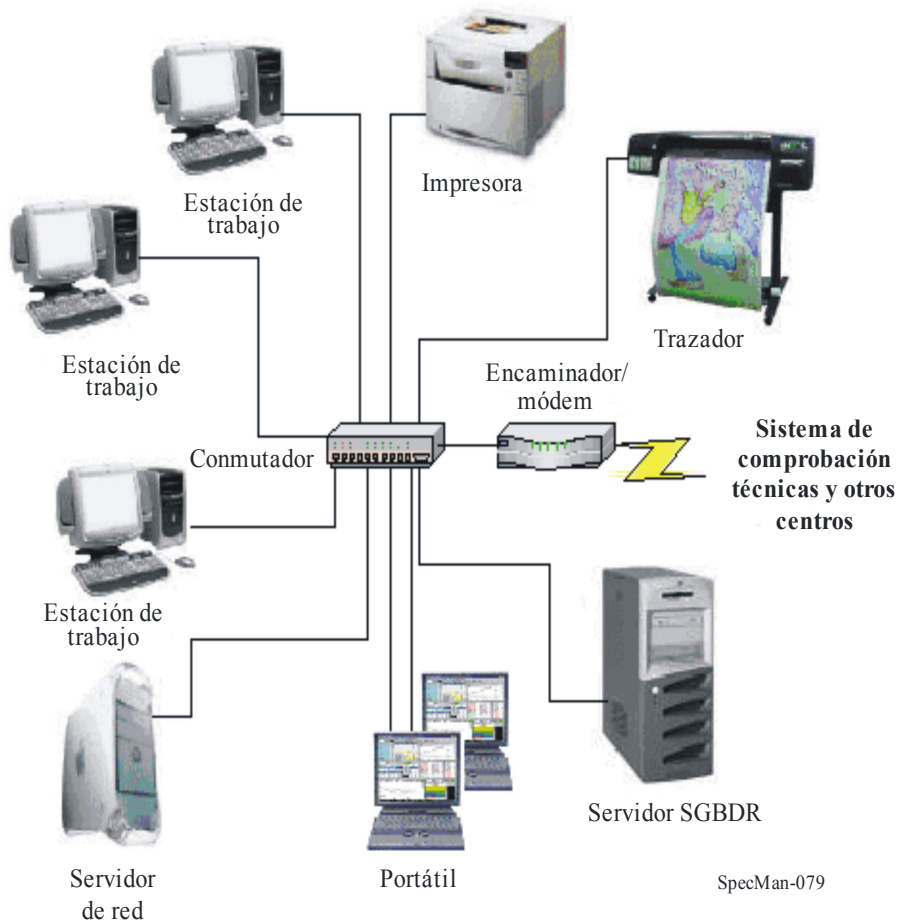 Impresora
Estación de
trabajo
Trazador
Estación de
trabajo
Encaminador/
módem
Conmutador
Sistema de
comprobación
técnicas y otros
centros
Estación de
trabajo
Servidor SGBDR
Servidor
de red
Portátil
SpecMan-079